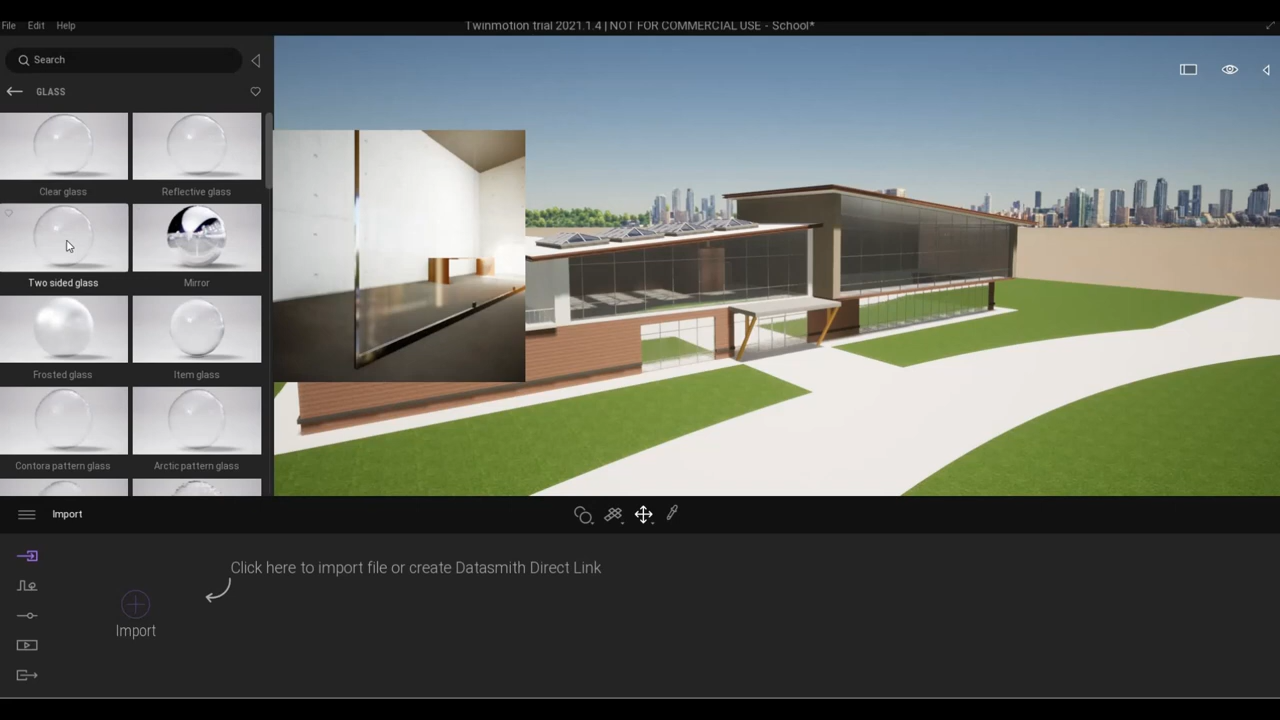 File Edit Help
Twinmotion trial 2021.1.4 | NOT FOR COMMERCIAL USE - School*
Search
GLASS
Clear glass
Reflective glass
Two sided glass
Mirror
Frosted glass
Item glass
Contora pattern glass
Arctic pattern glass
Import
Click here to import file or create Datasmith Direct Link
Import